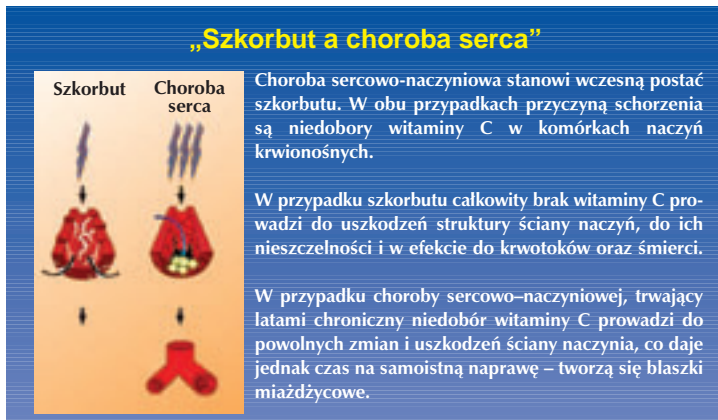 „Szkorbut a choroba serca”
Szkorbut
Choroba
serca
Choroba sercowo-naczyniowa stanowi wczesną postać
szkorbutu. W obu przypadkach przyczyną schorzenia
są niedobory witaminy C w komórkach naczyń
krwionośnych.
W przypadku szkorbutu całkowity brak witaminy C pro-
wadzi do uszkodzeń struktury ściany naczyń, do ich
nieszczelności i w efekcie do krwotoków oraz śmierci.
W przypadku choroby sercowo–naczyniowej, trwający
latami chroniczny niedobór witaminy C prowadzi do
powolnych zmian i uszkodzeń ściany naczynia, co daje
jednak czas na samoistną naprawę – tworzą się blaszki
miażdżycowe.